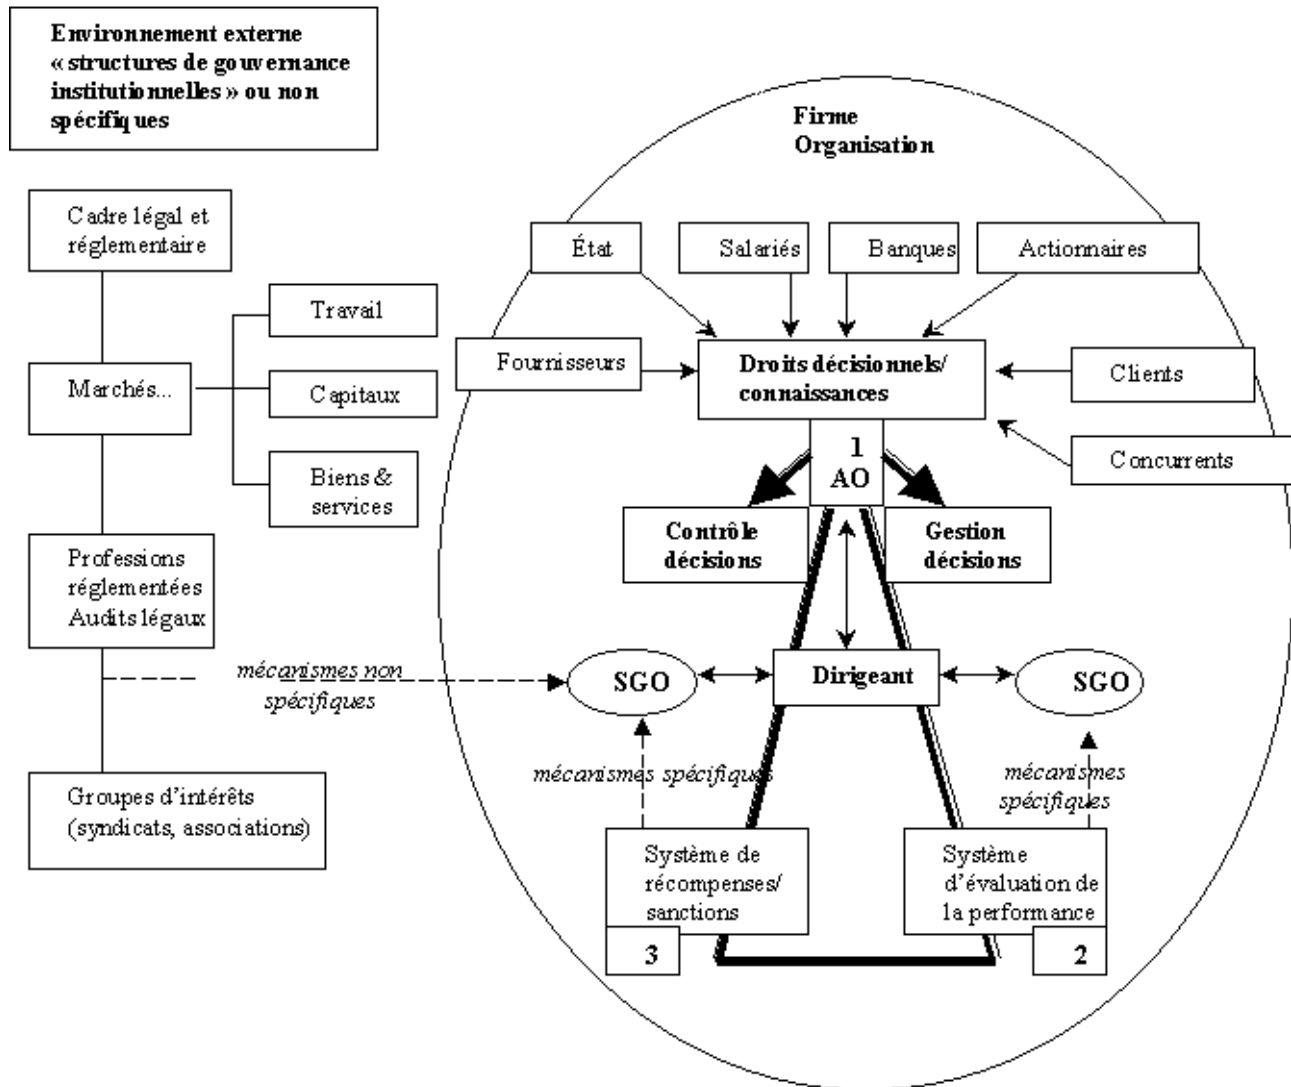 Environnement externe
« structures de gouvernance
institutionnelles » ou non
spécifiques
Firme
Organisation
Cadre légal et
réglementaire
État
Salariés
Banques
Actionnaires
Travail
Fournisseurs
Droits décisionnels/
connaissances
Clients
Marchés...
Capitaux
1
AO
Concurrents
Biens &
services
Contrôle
décisions
Gestion
décisions
Professions
réglementées
Audits légaux
mécanismes non
spécifiques
SGO
Dirigeant
SGO
mécanismes spécifiques
mécanismes
spécifiques
Groupes d'intérêts
(syndicats, associations)
Système de
récompenses/
sanctions
3
Système
d'évaluation de
la performance
2